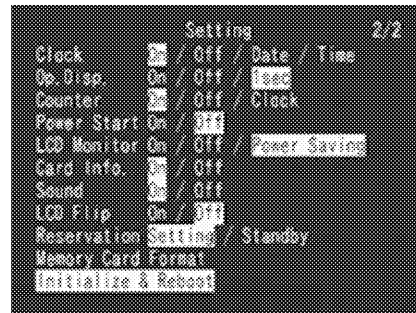 Setting 2/2
Clock On / Off / Date / Time
Op.Disp. On / Off / 1sec
Counter On / Off / Clock
Power Start On / Off
LCD Monitor On / Off / Power Saving
Card Info. On / Off
Sound On / Off
LCD Flip On / Off
Reservation Setting / Standby
Memory Card Format
Initialize & Reboot